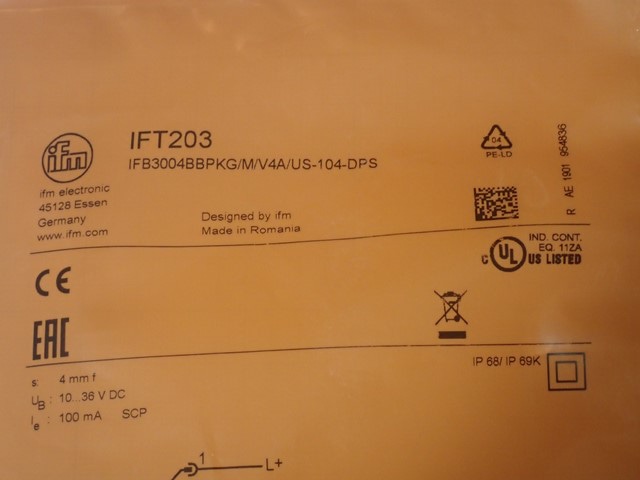 ifm
IFT203
IFB3004BBPKG/M/V4A/US-104-DPS
ifm electronic
45128 Essen
Germany
www.ifm.com
Designed by ifm
Made in Romania
04
PE-LD
R AE 1901 954836
CE
EAC
C UL US LISTED
IND. CONT.
EQ. 11ZA
IP 68/ IP 69K
s: 4 mm f
UB : 10...36 V DC
Ie : 100 mA SCP
1
L+